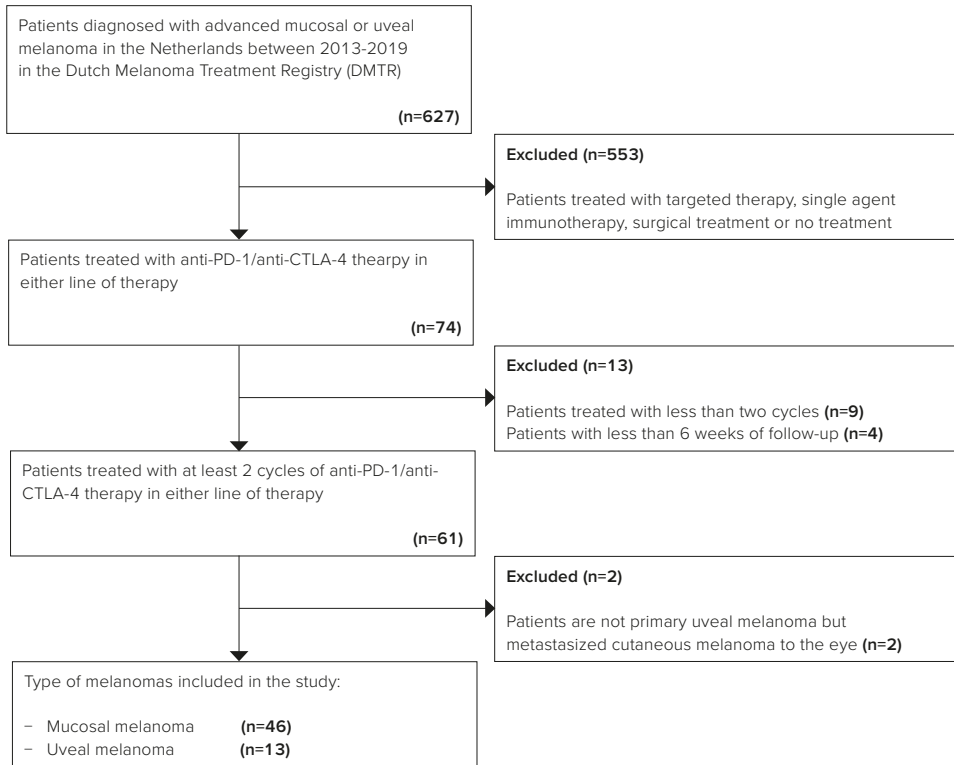 Patients diagnosed with advanced mucosal or uveal
melanoma in the Netherlands between 2013-2019
in the Dutch Melanoma Treatment Registry (DMTR)
(n=627)
Excluded (n=553)
Patients treated with targeted therapy, single agent
immunotherapy, surgical treatment or no treatment
Patients treated with anti-PD-1/anti-CTLA-4 thearpy in
either line of therapy
(n=74)
Excluded (n=13)
Patients treated with less than two cycles (n=9)
Patients with less than 6 weeks of follow-up (n=4)
Patients treated with at least 2 cycles of anti-PD-1/anti-
CTLA-4 therapy in either line of therapy
(n=61)
Excluded (n=2)
Patients are not primary uveal melanoma but
metastasized cutaneous melanoma to the eye (n=2)
Type of melanomas included in the study:
– Mucosal melanoma (n=46)
– Uveal melanoma (n=13)